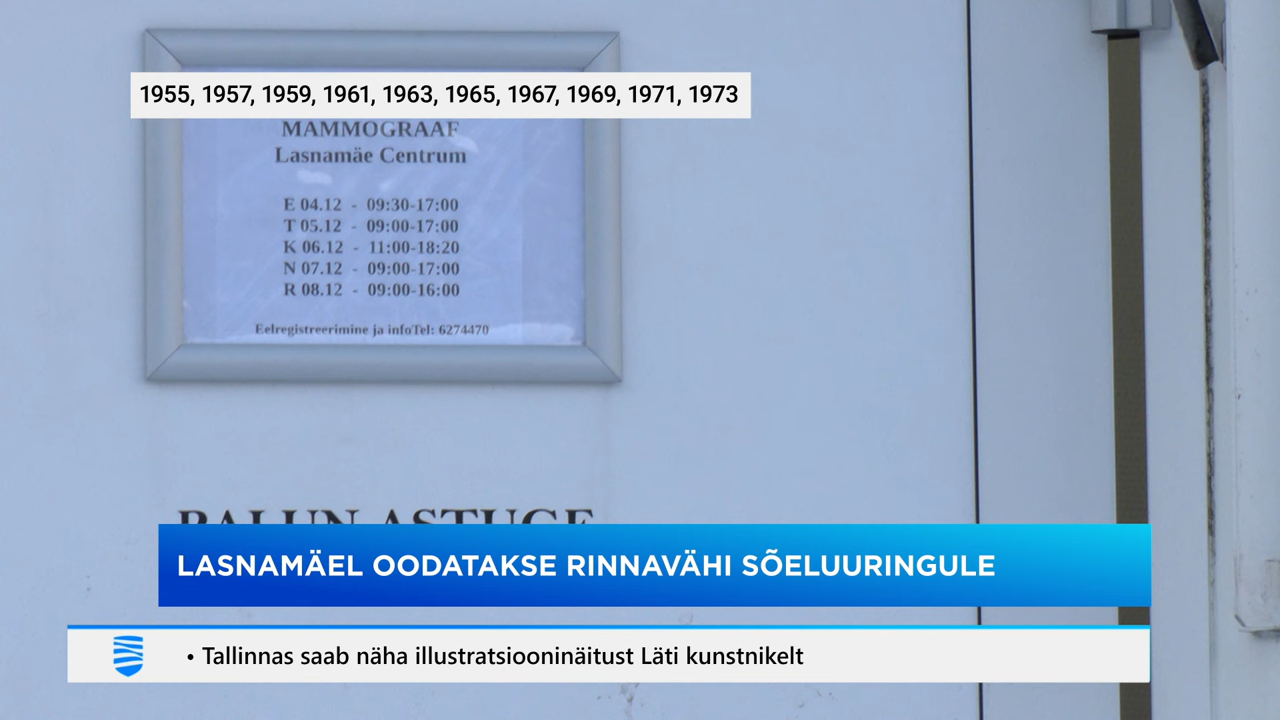 1955, 1957, 1959, 1961, 1963, 1965, 1967, 1969, 1971, 1973
MAMMOGRAAF
Lasnamäe Centrum
E 04.12 - 09:30-17:00
T 05.12 - 09:00-17:00
K 06.12 - 11:00-18:20
N 07.12 - 09:00-17:00
R 08.12 - 09:00-16:00
Eelregistreerimine ja infoTel: 6274470
PALUN ASTUGE
LASNAMÄEL OODATAKSE RINNAVÄHI SÕELUURINGULE
• Tallinnas saab näha illustratsiooninäitust Läti kunstnikelt